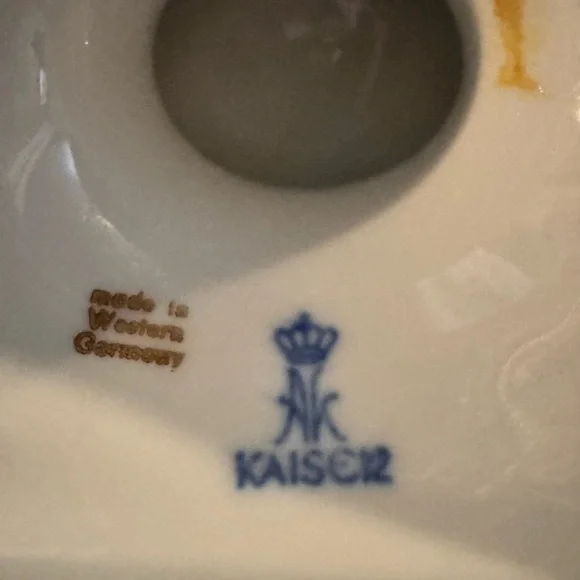 made in
Western
Germany
AK
KAISER